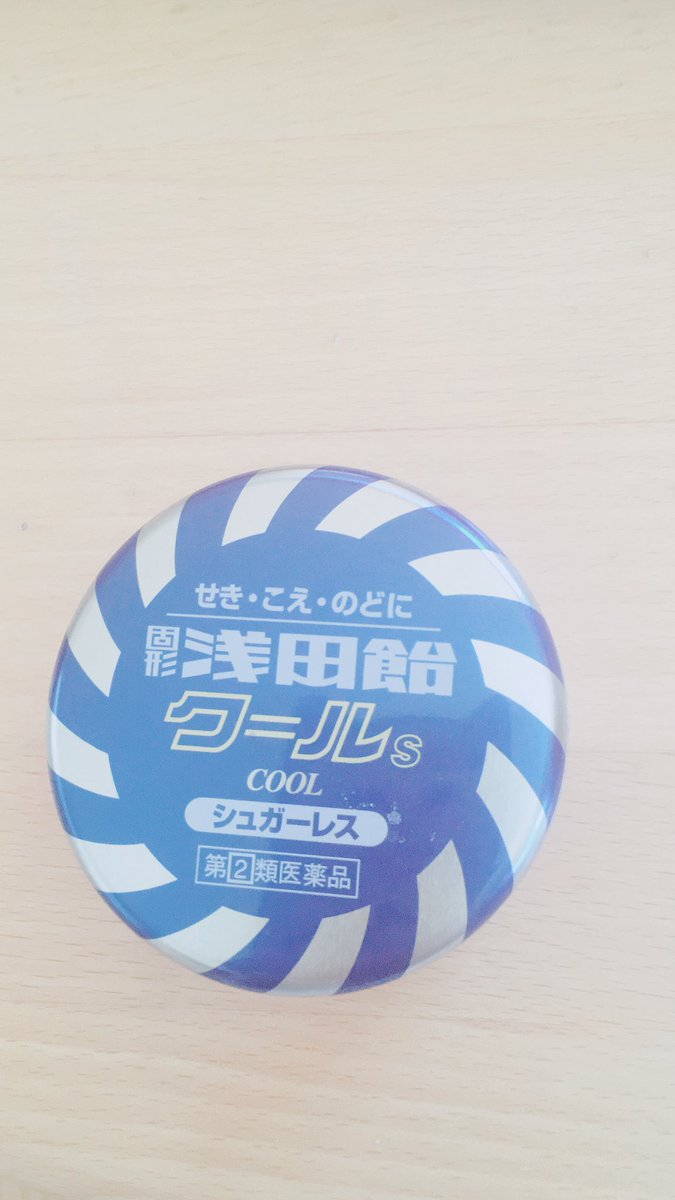 せき・こえ・のどに
固形 浅田飴
クールS
COOL
シュガーレス
第2類医薬品